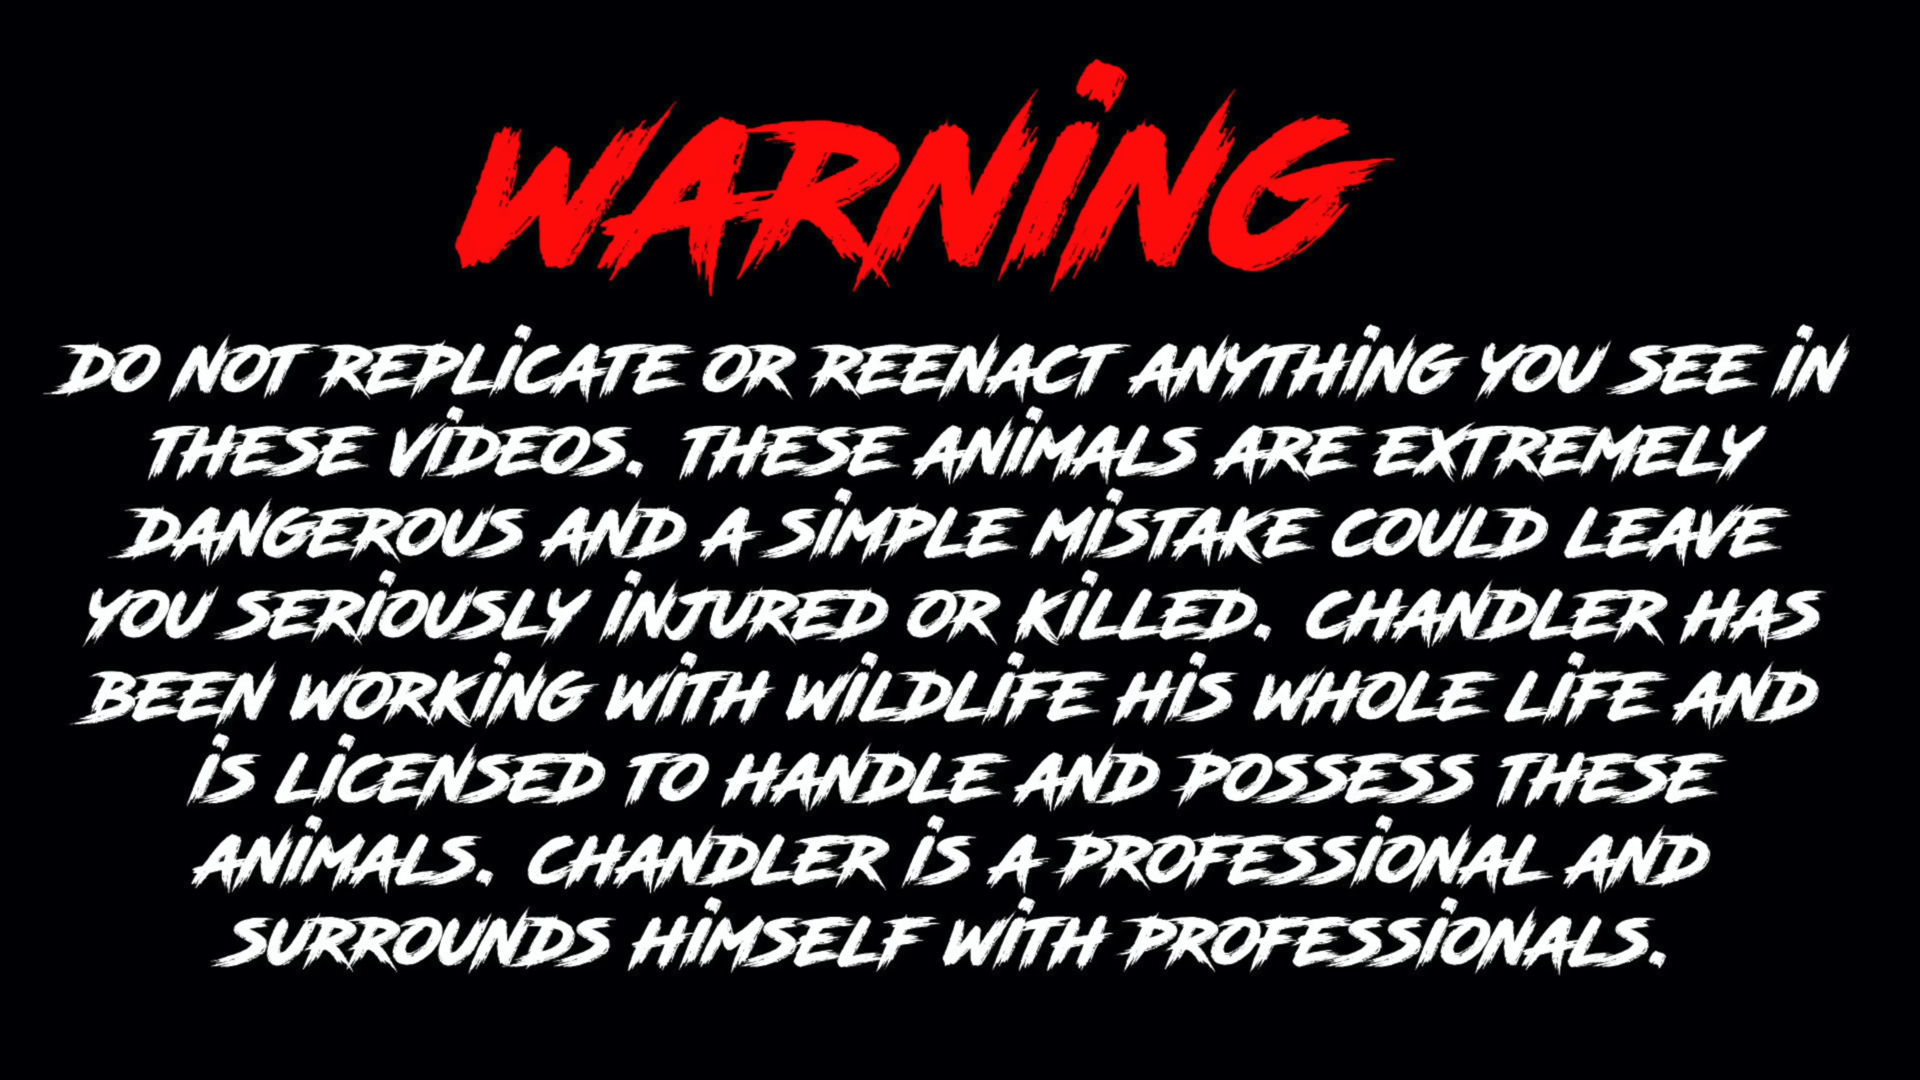 WARNiNG
DO NOT REPLiCATE OR REENACT ANYTHiNG YOU SEE iN
THESE ViDEOS. THESE ANiMALS ARE EXTREMELY
DANGEROUS AND A SiMPLE MiSTAKE COULD LEAVE
YOU SERiOUSLY iNJURED OR KiLLED. CHANDLER HAS
BEEN WORKiNG WiTH WiLDLiFE HiS WHOLE LiFE AND
iS LiCENSED TO HANDLE AND POSSESS THESE
ANiMALS. CHANDLER iS A PROFESSiONAL AND
SURROUNDS HiMSELF WiTH PROFESSiONALS.